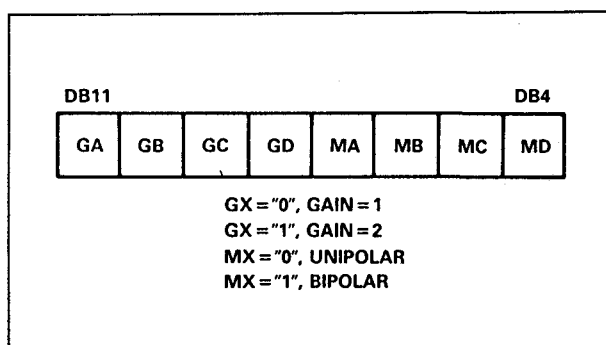 DB11 DB4
GA GB GC GD MA MB MC MD
GX = "0", GAIN = 1
GX = "1", GAIN = 2
MX = "0", UNIPOLAR
MX = "1", BIPOLAR